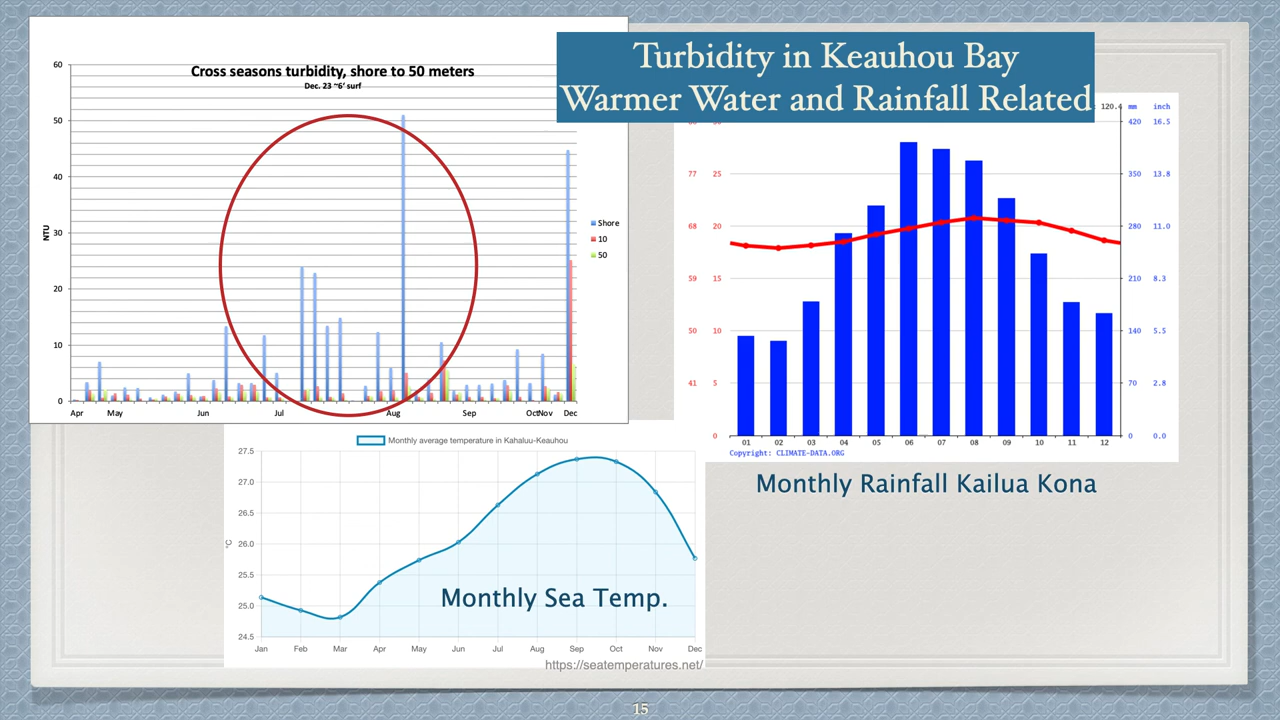 Turbidity in Keauhou Bay
Warmer Water and Rainfall Related
Cross seasons turbidity, shore to 50 meters
Dec. 23 ~6' surf
60
50
40
30
20
10
0
NTU
Apr May Jun Jul Aug Sep OctNov Dec
Shore
10
50
: 120.4 mm inch
420 16.5
77 25 350 13.8
68 20 280 11.0
59 15 210 8.3
50 10 140 5.5
41 5 70 2.8
0 0 0.0
01 02 03 04 05 06 07 08 09 10 11 12
Copyright: CLIMATE-DATA.ORG
Monthly Rainfall Kailua Kona
Monthly average temperature in Kahaluu-Keauhou
27.5
27.0
26.5
26.0
25.5
25.0
24.5
°C
Jan Feb Mar Apr May Jun Jul Aug Sep Oct Nov Dec
Monthly Sea Temp.
https://seatemperatures.net/
15